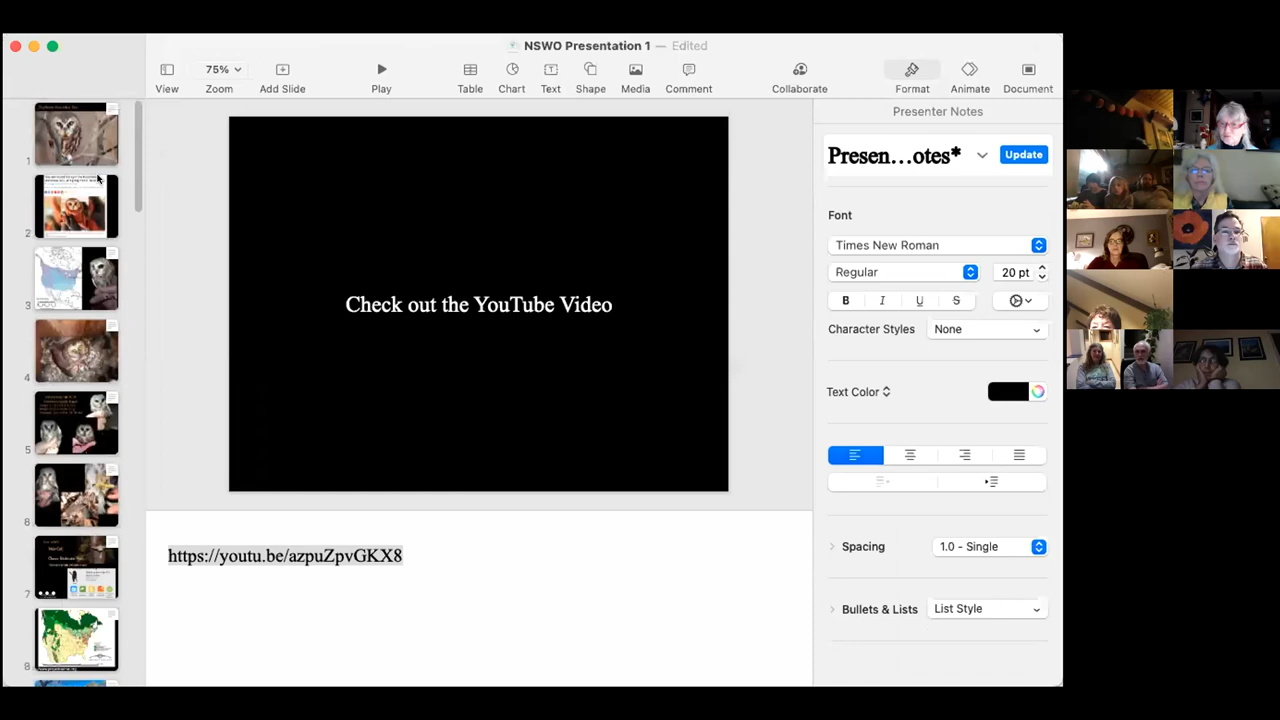 NSWO Presentation 1 — Edited
75%
View
Zoom
Add Slide
Play
Table
Chart
Text
Shape
Media
Comment
Collaborate
Format
Animate
Document
1
2
3
4
5
6
7
8
Check out the YouTube Video
https://youtu.be/azpuZpvGKX8
Presenter Notes
Presen...otes*
Update
Font
Times New Roman
Regular
20 pt
B
I
U
S
Character Styles
None
Text Color
Spacing
1.0 - Single
Bullets & Lists
List Style